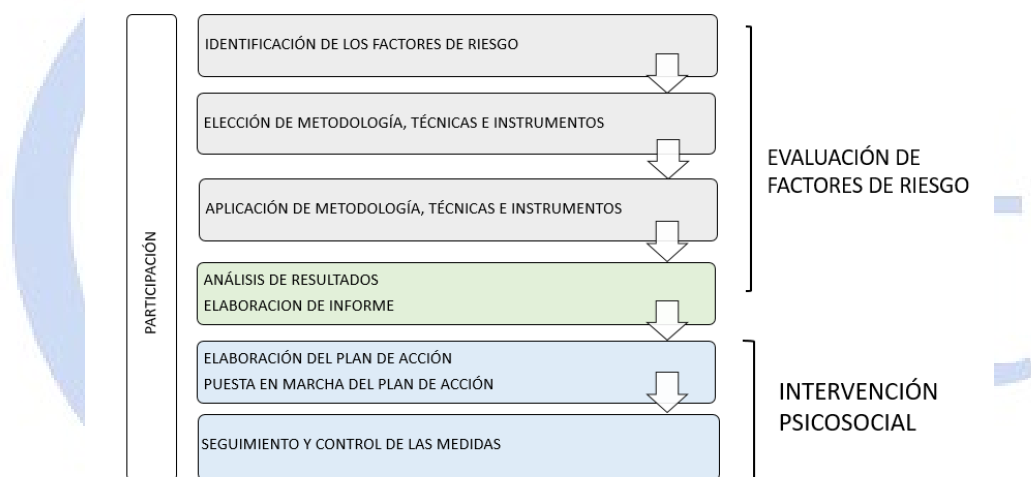 IDENTIFICACIÓN DE LOS FACTORES DE RIESGO
ELECCIÓN DE METODOLOGÍA, TÉCNICAS E INSTRUMENTOS
APLICACIÓN DE METODOLOGÍA, TÉCNICAS E INSTRUMENTOS
ANÁLISIS DE RESULTADOS
ELABORACION DE INFORME
ELABORACIÓN DEL PLAN DE ACCIÓN
PUESTA EN MARCHA DEL PLAN DE ACCIÓN
SEGUIMIENTO Y CONTROL DE LAS MEDIDAS
PARTICIPACIÓN
EVALUACIÓN DE
FACTORES DE RIESGO
INTERVENCIÓN
PSICOSOCIAL